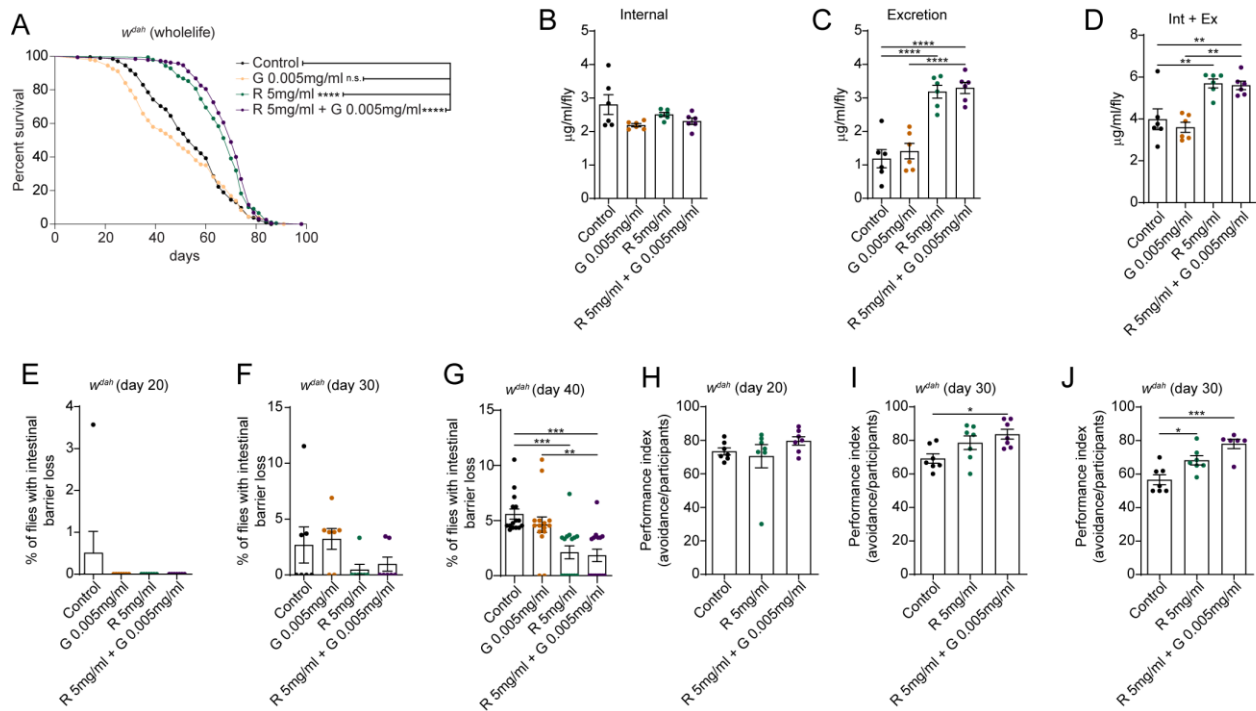 A
w^dah (wholelife)
Percent survival
100
80
60
40
20
0
0 20 40 60 80 100
days
Control
G 0.005mg/ml n.s.
R 5mg/ml ****
R 5mg/ml + G 0.005mg/ml ****
B
Internal
µg/ml/fly
5
4
3
2
1
0
Control
G 0.005mg/ml
R 5mg/ml
R 5mg/ml + G 0.005mg/ml
C
Excretion
µg/ml/fly
5
4
3
2
1
0
****
****
****
Control
G 0.005mg/ml
R 5mg/ml
R 5mg/ml + G 0.005mg/ml
D
Int + Ex
µg/ml/fly
8
6
4
2
0
**
**
**
Control
G 0.005mg/ml
R 5mg/ml
R 5mg/ml + G 0.005mg/ml
E
w^dah (day 20)
% of flies with intestinal
barrier loss
4
3
2
1
0
Control
G 0.005mg/ml
R 5mg/ml
R 5mg/ml + G 0.005mg/ml
F
w^dah (day 30)
% of flies with intestinal
barrier loss
15
10
5
0
Control
G 0.005mg/ml
R 5mg/ml
R 5mg/ml + G 0.005mg/ml
G
w^dah (day 40)
% of flies with intestinal
barrier loss
15
10
5
0
***
***
**
Control
G 0.005mg/ml
R 5mg/ml
R 5mg/ml + G 0.005mg/ml
H
w^dah (day 20)
Performance index
(avoidance/participants)
100
80
60
40
20
0
Control
R 5mg/ml
R 5mg/ml + G 0.005mg/ml
I
w^dah (day 30)
Performance index
(avoidance/participants)
100
80
60
40
20
0
*
Control
R 5mg/ml
R 5mg/ml + G 0.005mg/ml
J
w^dah (day 30)
Performance index
(avoidance/participants)
100
80
60
40
20
0
***
*
Control
R 5mg/ml
R 5mg/ml + G 0.005mg/ml